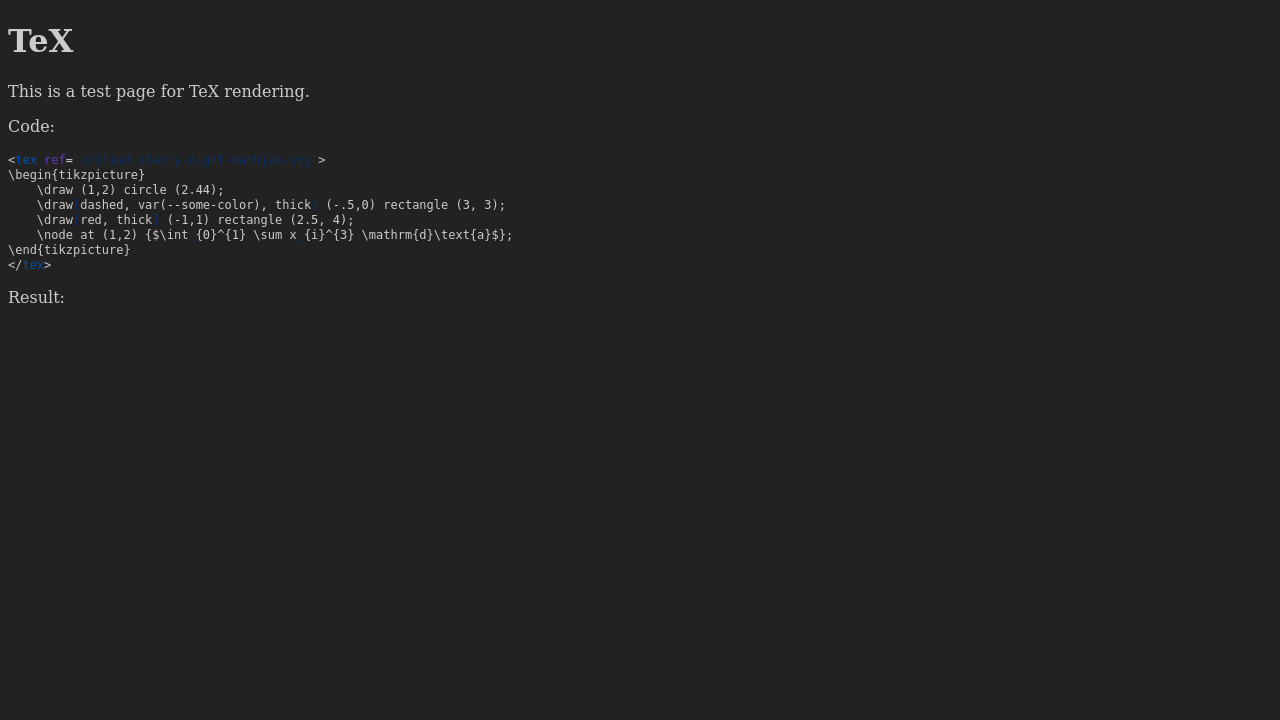 TeX
This is a test page for TeX rendering.
Code:
<tex ref="unified-starry-night-mathjax-svg">
\begin{tikzpicture}
    \draw (1,2) circle (2.44);
    \draw[dashed, var(--some-color), thick] (-.5,0) rectangle (3, 3);
    \draw[red, thick] (-1,1) rectangle (2.5, 4);
    \node at (1,2) {$\int {0}^{1} \sum x {i}^{3} \mathrm{d}\text{a}$};
\end{tikzpicture}
</tex>
Result: